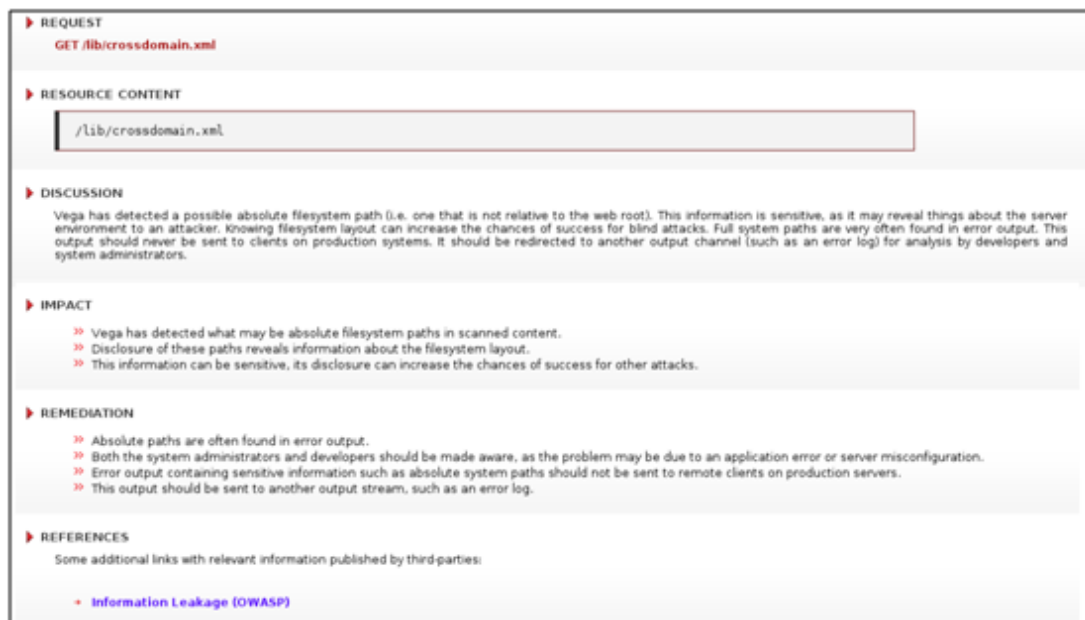 REQUEST
GET /lib/crossdomain.xml
RESOURCE CONTENT
/lib/crossdomain.xml
DISCUSSION
Vega has detected a possible absolute filesystem path (i.e. one that is not relative to the web root). This information is sensitive, as it may reveal things about the server
environment to an attacker. Knowing filesystem layout can increase the chances of success for blind attacks. Full system paths are very often found in error output. This
output should never be sent to clients on production systems. It should be redirected to another output channel (such as an error log) for analysis by developers and
system administrators.
IMPACT
» Vega has detected what may be absolute filesystem paths in scanned content.
» Disclosure of these paths reveals information about the filesystem layout.
» This information can be sensitive, its disclosure can increase the chances of success for other attacks.
REMEDIATION
» Absolute paths are often found in error output.
» Both the system administrators and developers should be made aware, as the problem may be due to an application error or server misconfiguration.
» Error output containing sensitive information such as absolute system paths should not be sent to remote clients on production servers.
» This output should be sent to another output stream, such as an error log.
REFERENCES
Some additional links with relevant information published by third-parties:
Information Leakage (OWASP)